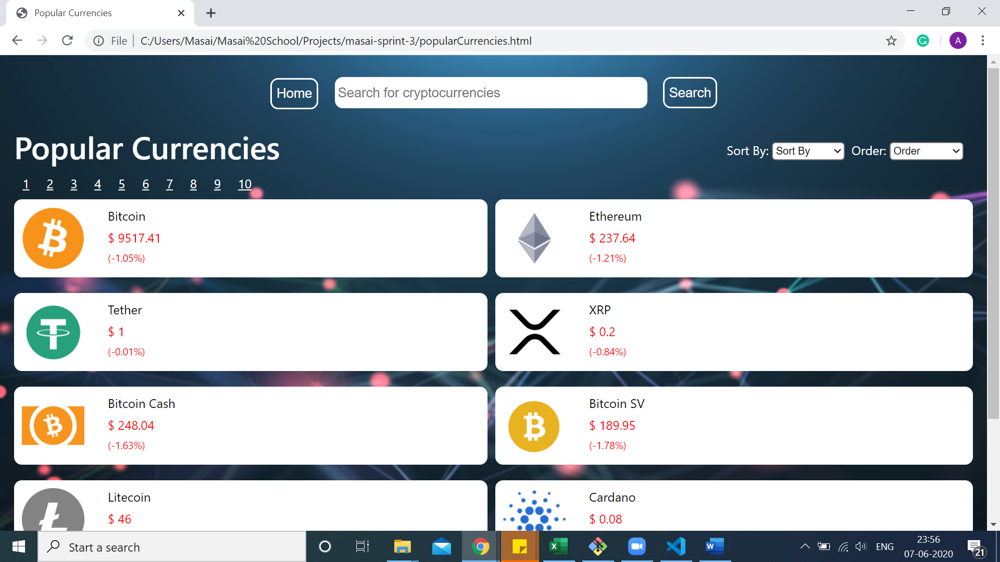 Popular Currencies
File
C:/Users/Masai/Masai%20School/Projects/masai-sprint-3/popularCurrencies.html
A
Home
Search for cryptocurrencies
Search
Popular Currencies
Sort By: Sort By Order: Order
1 2 3 4 5 6 7 8 9 10
Bitcoin
$ 9517.41
(-1.05%)
Ethereum
$ 237.64
(-1.21%)
Tether
$ 1
(-0.01%)
XRP
$ 0.2
(-0.84%)
Bitcoin Cash
$ 248.04
(-1.63%)
Bitcoin SV
$ 189.95
(-1.78%)
Litecoin
$ 46
Cardano
$ 0.08
Start a search
ENG
23:56
07-06-2020
21